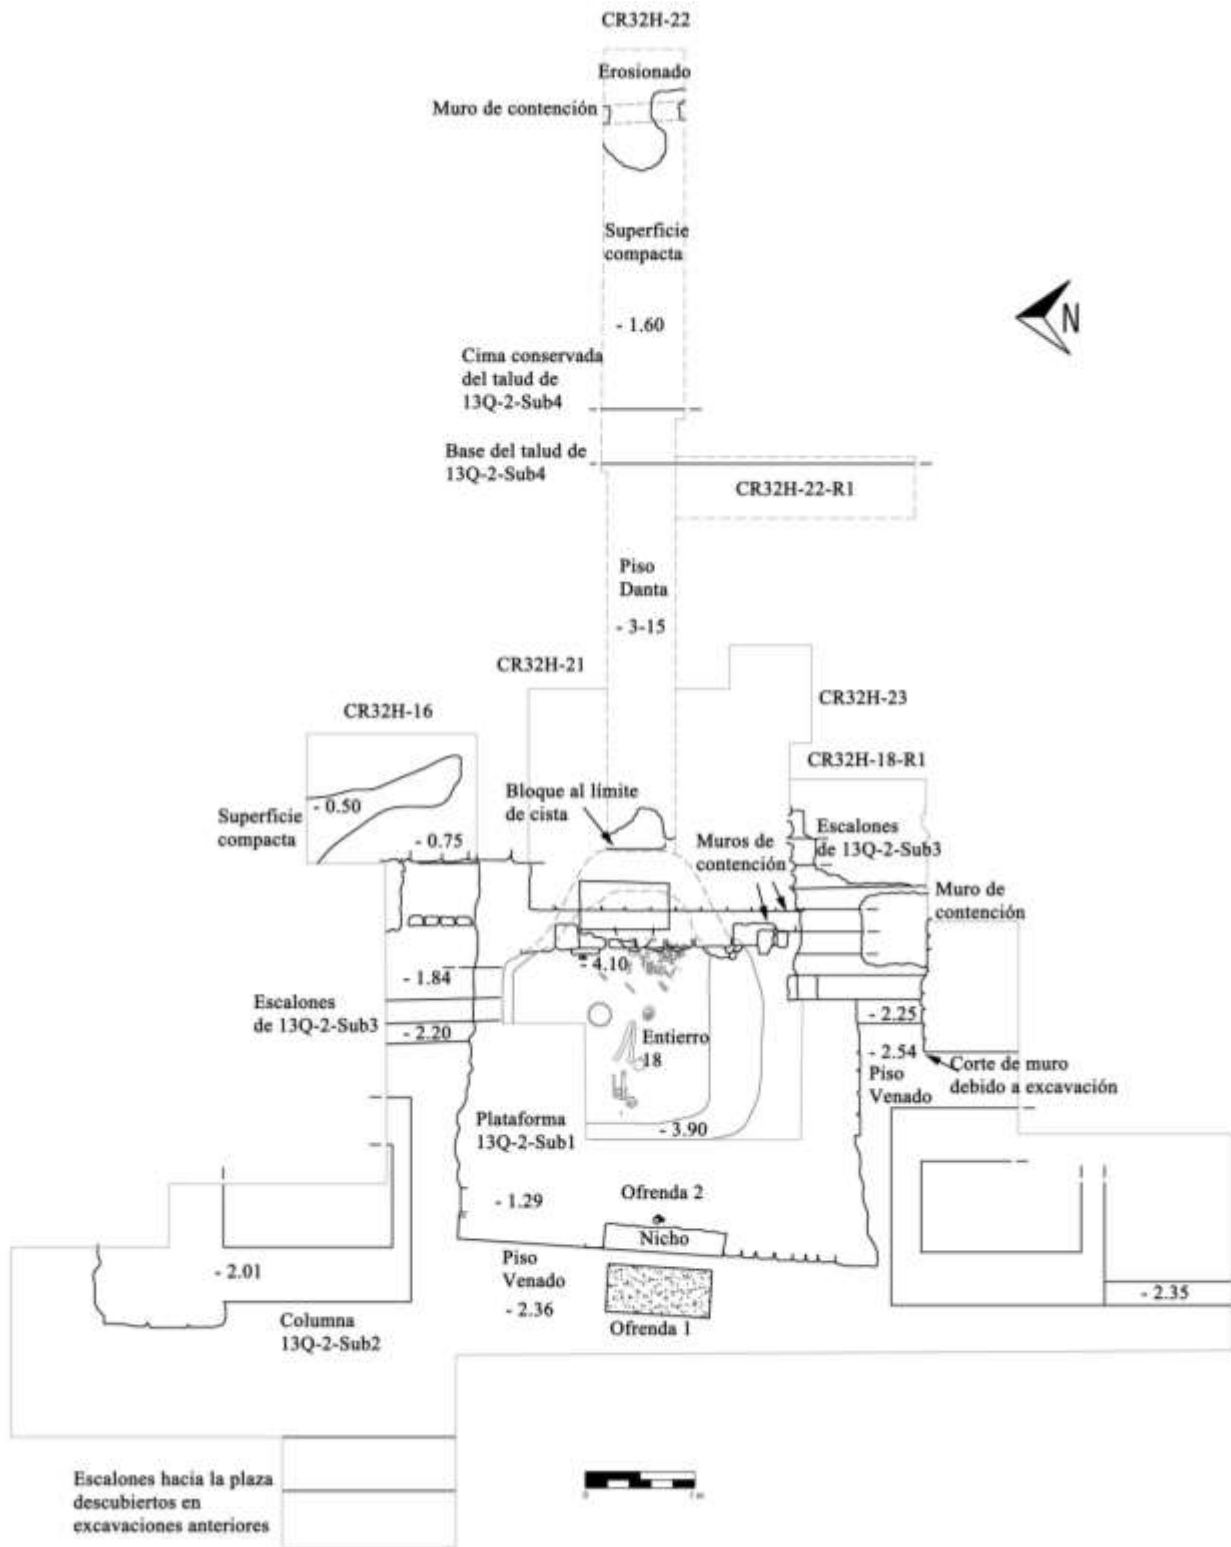 CR32H-22
Erosionado
Muro de contención
Superficie
compacta
- 1.60
N
Cima conservada
del talud de
13Q-2-Sub4
Base del talud de
13Q-2-Sub4
CR32H-22-R1
Piso
Danta
- 3-15
CR32H-21
CR32H-23
CR32H-16
CR32H-18-R1
Bloque al límite
de cista
- 0.50
Superficie
compacta
- 0.75
Muros de
contención
Escalones
de 13Q-2-Sub3
Muro de
contención
- 4.10
- 1.84
Escalones
de 13Q-2-Sub3
- 2.20
Entierro
18
- 2.25
- 2.54
Piso
Venado
Corte de muro
debido a excavación
Plataforma
13Q-2-Sub1
- 3.90
- 1.29
Ofrenda 2
Nicho
Piso
Venado
- 2.36
- 2.01
- 2.35
Columna
13Q-2-Sub2
Ofrenda 1
Escalones hacia la plaza
descubiertos en
excavaciones anteriores
0